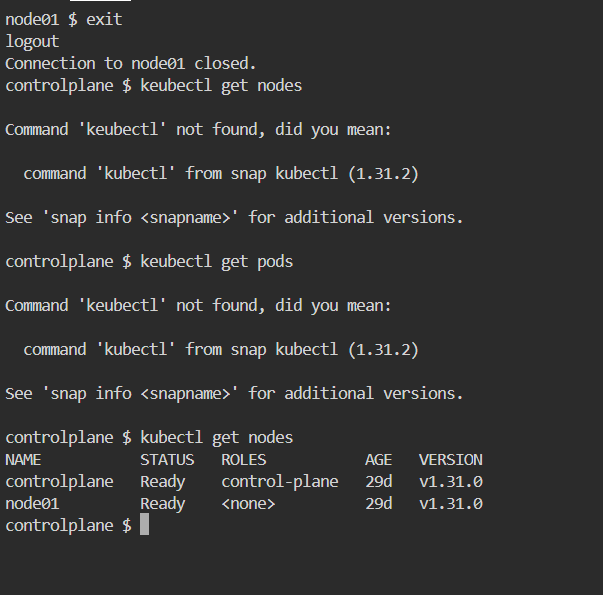 node01 $ exit
logout
Connection to node01 closed.
controlplane $ keubectl get nodes
Command 'keubectl' not found, did you mean:
command 'kubectl' from snap kubectl (1.31.2)
See 'snap info <snapname>' for additional versions.
controlplane $ keubectl get pods
Command 'keubectl' not found, did you mean:
command 'kubectl' from snap kubectl (1.31.2)
See 'snap info <snapname>' for additional versions.
controlplane $ kubectl get nodes
NAME STATUS ROLES AGE VERSION
controlplane Ready control-plane 29d v1.31.0
node01 Ready <none> 29d v1.31.0
controlplane $